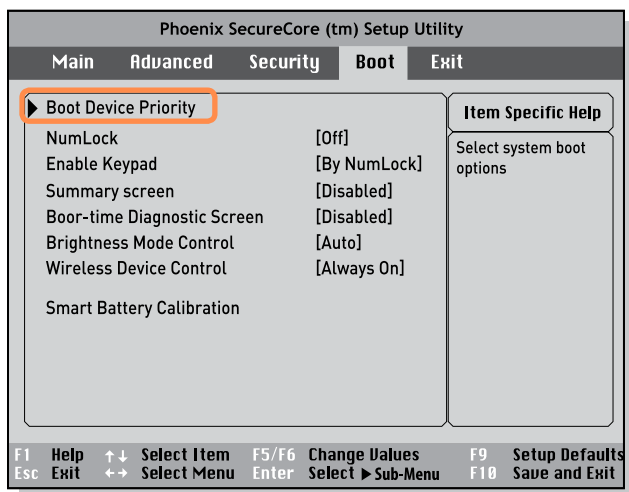 Phoenix SecureCore (tm) Setup Utility
Main Advanced Security Boot Exit
Boot Device Priority
NumLock [Off]
Enable Keypad [By NumLock]
Summary screen [Disabled]
Boor-time Diagnostic Screen [Disabled]
Brightness Mode Control [Auto]
Wireless Device Control [Always On]
Smart Battery Calibration
Item Specific Help
Select system boot
options
F1 Help ↑↓ Select Item F5/F6 Change Values F9 Setup Defaults
Esc Exit ←→ Select Menu Enter Select ▶ Sub-Menu F10 Save and Exit